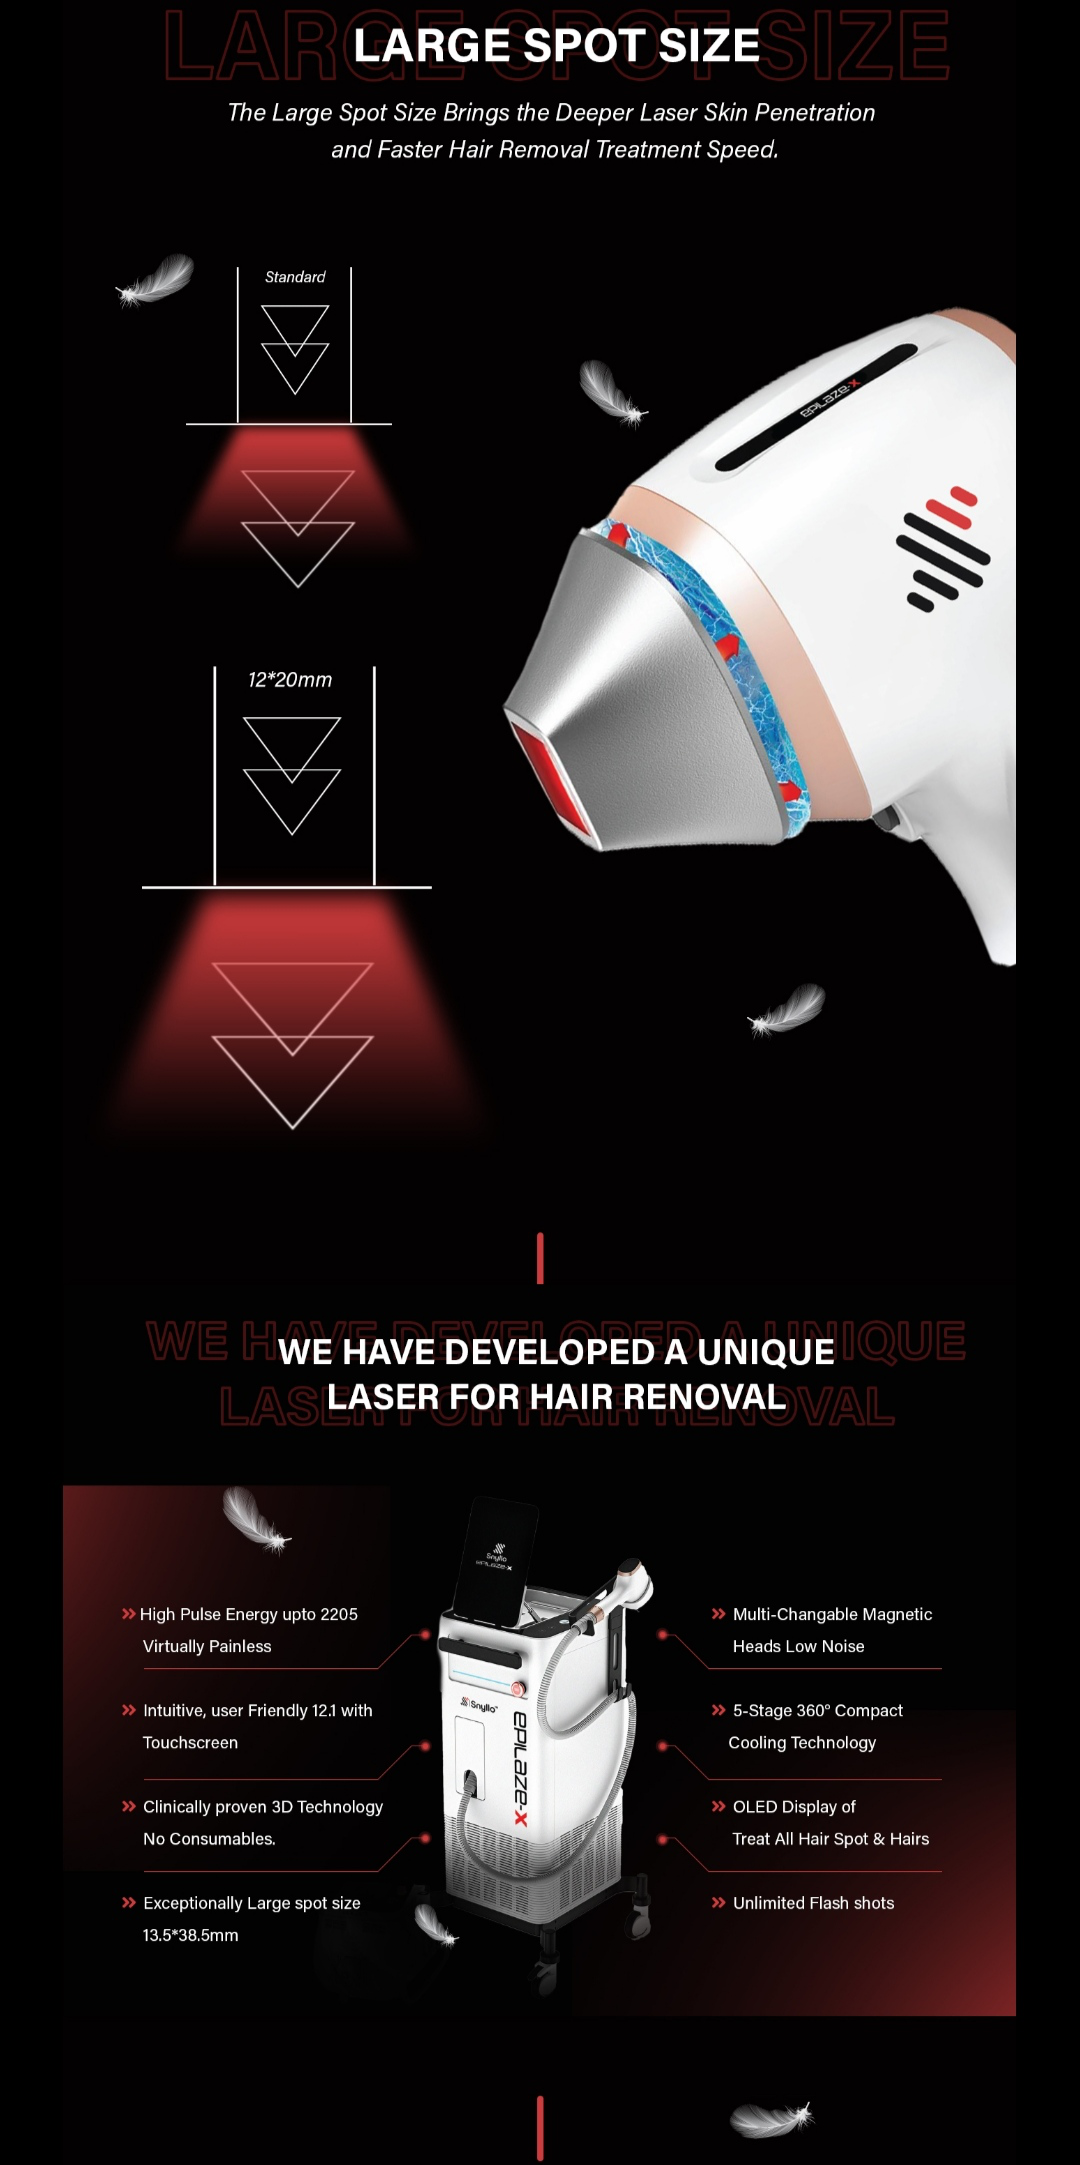 LARGE SPOT SIZE
LARGE SPOT SIZE
The Large Spot Size Brings the Deeper Laser Skin Penetration
and Faster Hair Removal Treatment Speed.
Standard
EPILAZE-X
12*20mm
WE HAVE DEVELOPED A UNIQUE
WE HAVE DEVELOPED A UNIQUE
LASER FOR HAIR RENOVAL
LASER FOR HAIR RENOVAL
Snyllo
EPILAZE-X
High Pulse Energy upto 2205
Virtually Painless
Intuitive, user Friendly 12.1 with
Touchscreen
Clinically proven 3D Technology
No Consumables.
Exceptionally Large spot size
13.5*38.5mm
Snyllo™
EPILAZE-X
Multi-Changable Magnetic
Heads Low Noise
5-Stage 360° Compact
Cooling Technology
OLED Display of
Treat All Hair Spot & Hairs
Unlimited Flash shots